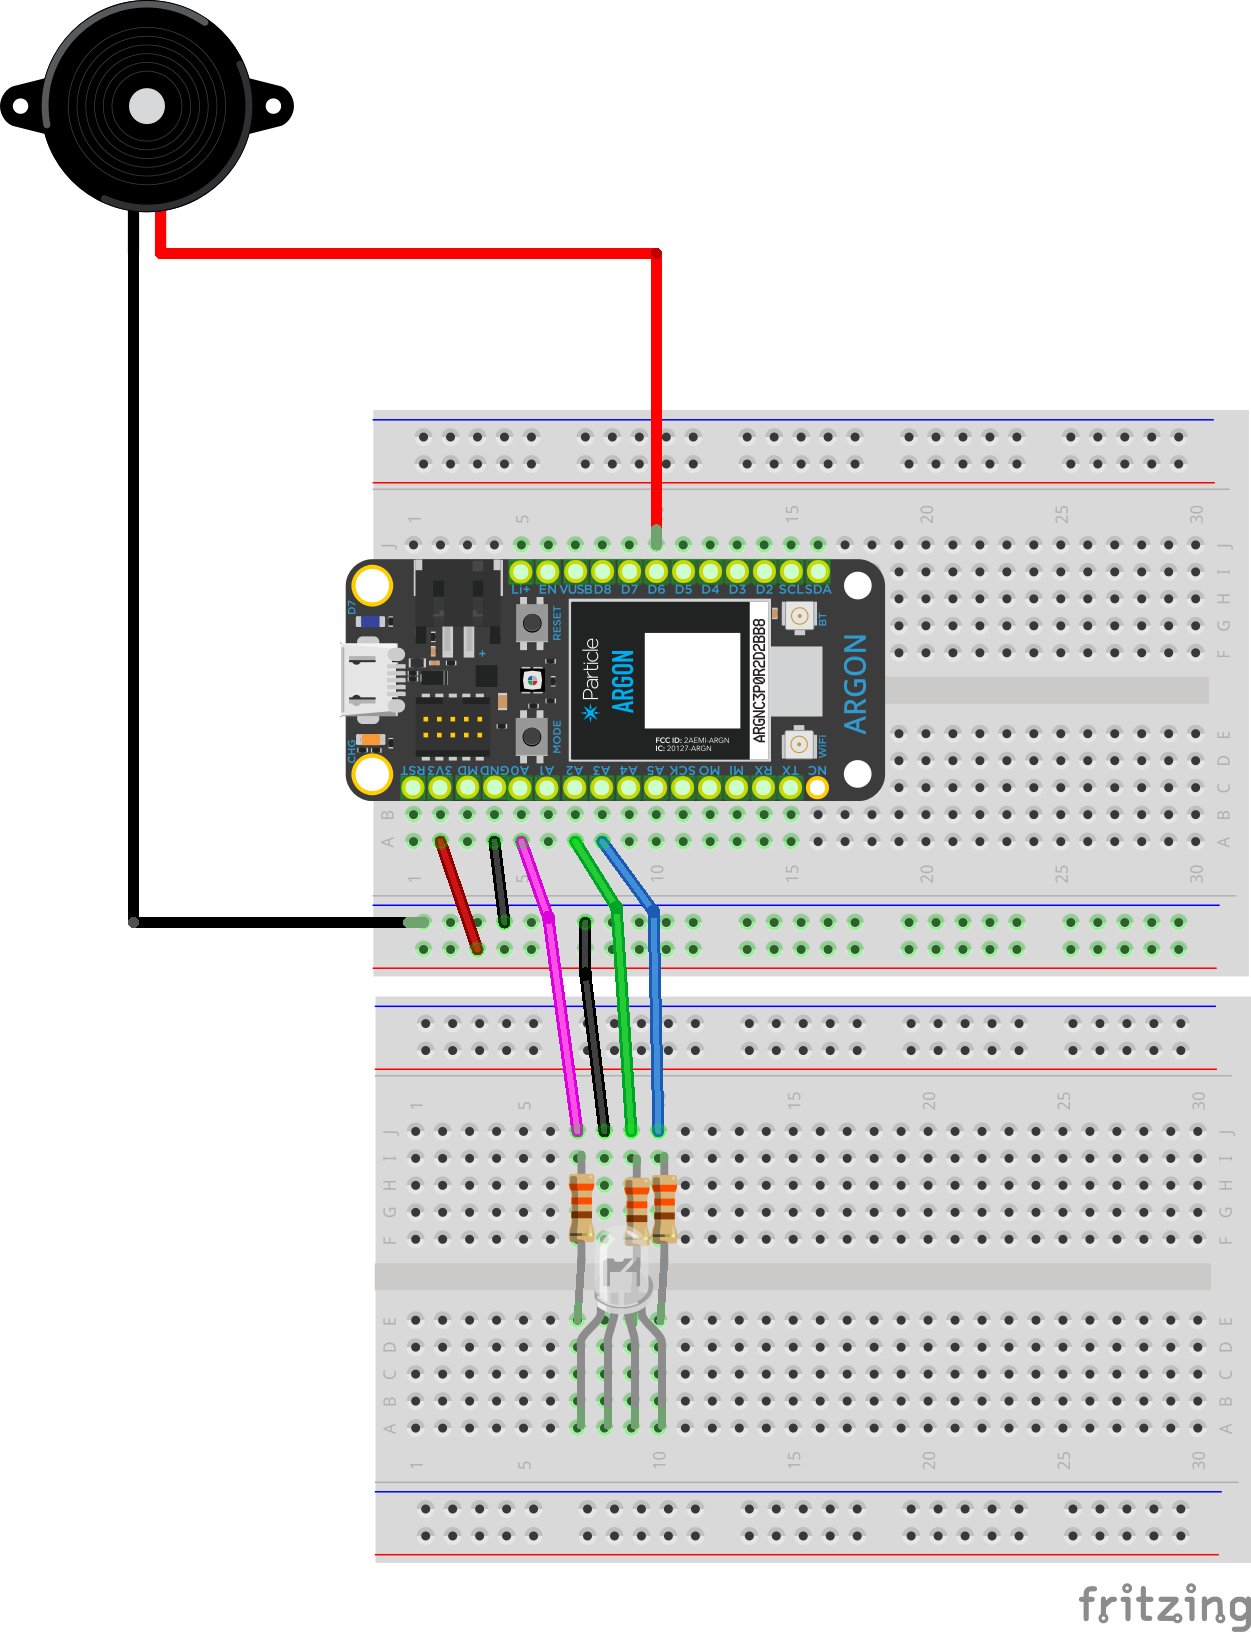 1 5 10 15 20 25 30
J J
I
H
G
F
Li+ EN VUSB D8 D7 D6 D5 D4 D3 D2 SCL SDA
D7
RESET
BT
Particle
ARGON
ARGNC3P0R2D2BB8
ARGON
+
FCC ID: 2AEMI-ARGN
IC: 20127-ARGN
MODE
WiFi
CHG
RST 3V3 MD GND A0 A1 A2 A3 A4 A5 SCK MO MI RX TX NC
E
D
C
B B
A A
1 5 10 15 20 25 30
1 5 15 20 25 30
J J
I I
H H
G G
F F
E E
D D
C C
B B
A A
1 5 10 15 20 25 30
fritzing